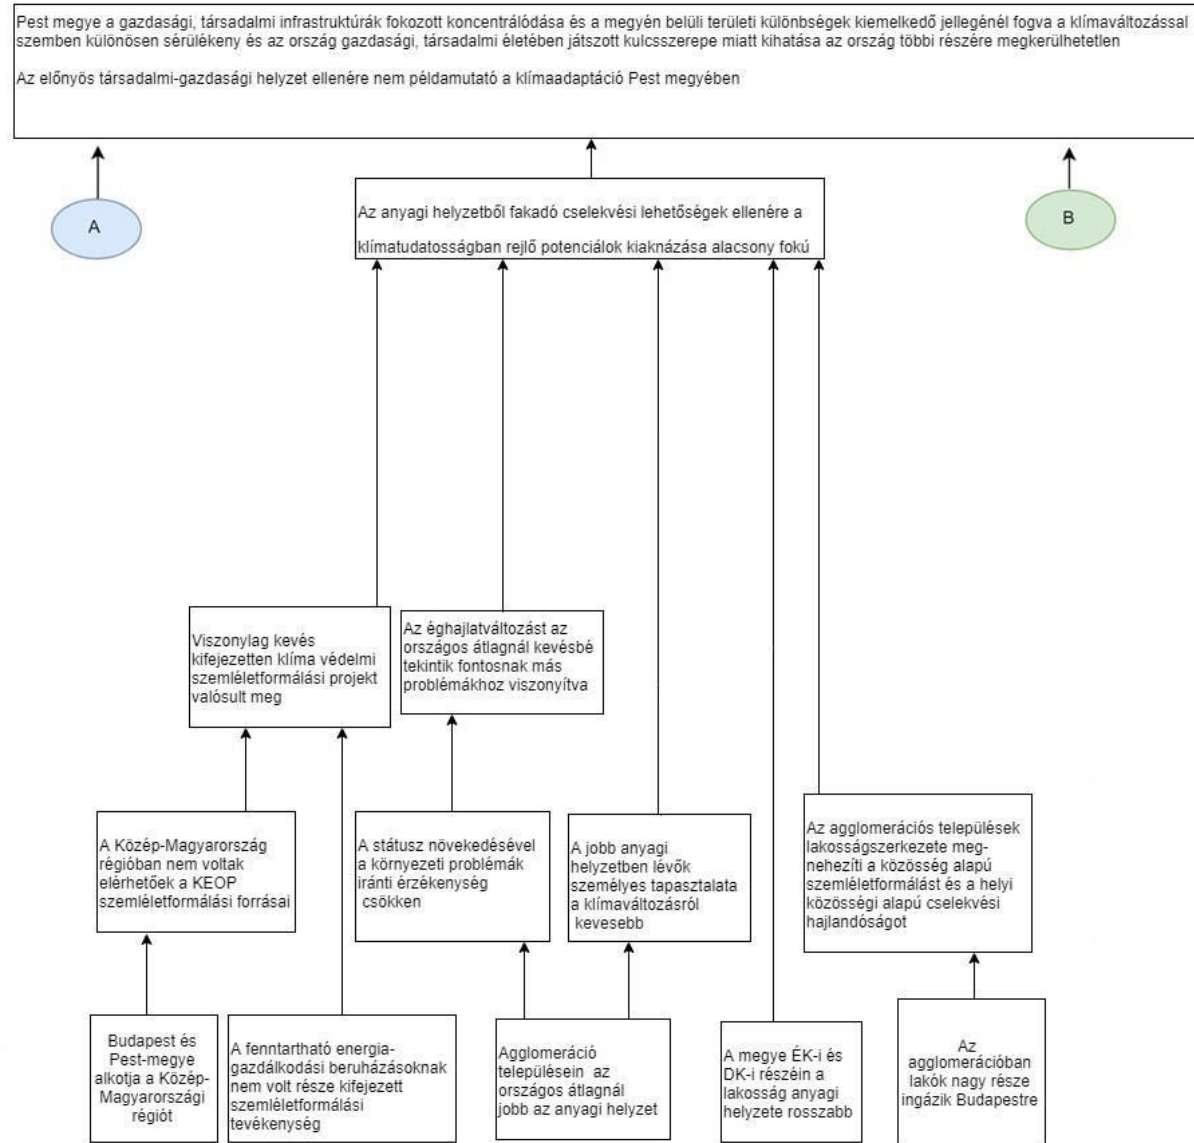 Pest megye a gazdasági, társadalmi infrastruktúrák fokozott koncentrálódása és a megyén belüli területi különbségek kiemelkedő jellegénél fogva a klímaváltozással
szemben különösen sérülékeny és az ország gazdasági, társadalmi életében játszott kulcsszerepe miatt kihatása az ország többi részére megkerülhetetlen
Az előnyös társadalmi-gazdasági helyzet ellenére nem példamutató a klímaadaptáció Pest megyében
A
Az anyagi helyzetből fakadó cselekvési lehetőségek ellenére a
klímatudatosságban rejlő potenciálok kiaknázása alacsony fokú
B
Viszonylag kevés
kifejezetten klíma védelmi
szemléletformálási projekt
valósult meg
Az éghajlatváltozást az
országos átlagnál kevésbé
tekintik fontosnak más
problémákhoz viszonyítva
A Közép-Magyarország
régióban nem voltak
elérhetőek a KEOP
szemléletformálási forrásai
A státusz növekedésével
a környezeti problémák
iránti érzékenység
csökken
A jobb anyagi
helyzetben lévők
személyes tapasztalata
a klímaváltozásról
kevesebb
Az agglomerációs települések
lakosságszerkezete meg-
nehezíti a közösség alapú
szemléletformálást és a helyi
közösségi alapú cselekvési
hajlandóságot
Budapest és
Pest-megye
alkotja a Közép-
Magyarországi
régiót
A fenntartható energia-
gazdálkodási beruházásoknak
nem volt része kifejezett
szemléletformálási
tevékenység
Agglomeráció
településein az
országos átlagnál
jobb az anyagi helyzet
A megye ÉK-i és
DK-i részéin a
lakosság anyagi
helyzete rosszabb
Az
agglomerációban
lakók nagy része
ingázik Budapestre